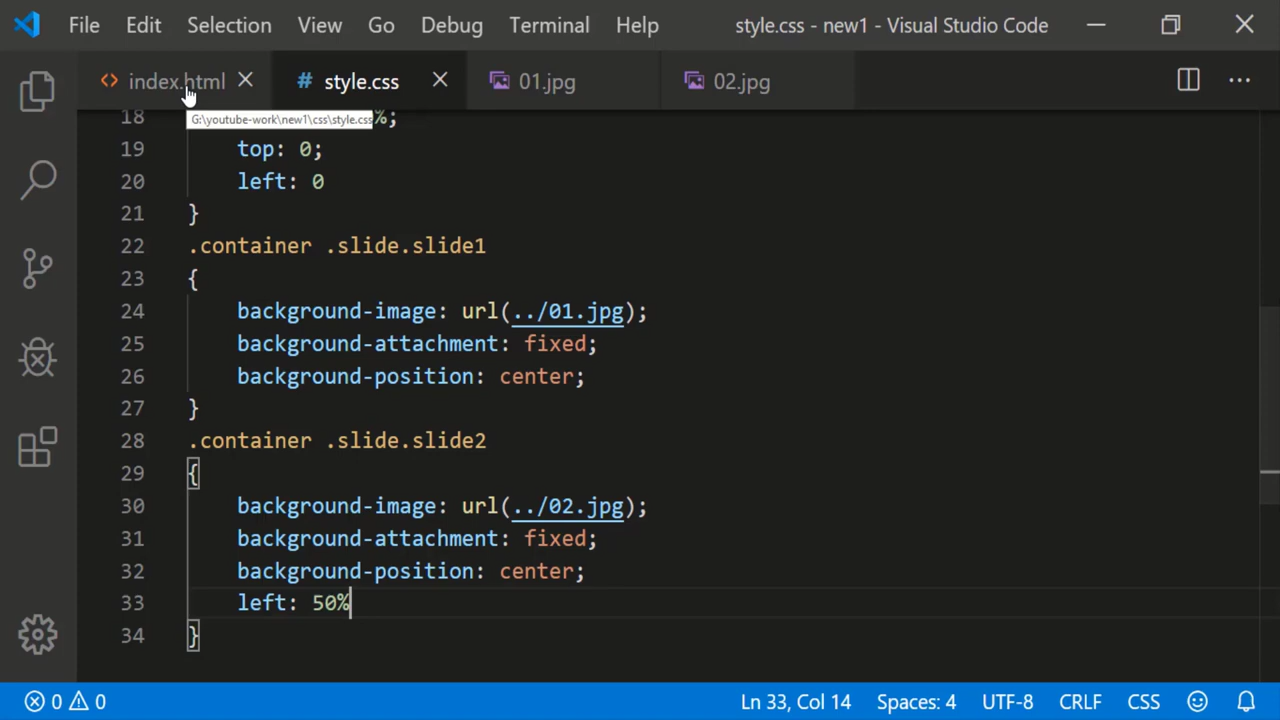 File Edit Selection View Go Debug Terminal Help style.css - new1 - Visual Studio Code
index.html style.css 01.jpg 02.jpg
G:\youtube-work\new1\css\style.css
18 %;
19 top: 0;
20 left: 0
21 }
22 .container .slide.slide1
23 {
24 background-image: url(../01.jpg);
25 background-attachment: fixed;
26 background-position: center;
27 }
28 .container .slide.slide2
29 {
30 background-image: url(../02.jpg);
31 background-attachment: fixed;
32 background-position: center;
33 left: 50%
34 }
0 0 Ln 33, Col 14 Spaces: 4 UTF-8 CRLF CSS